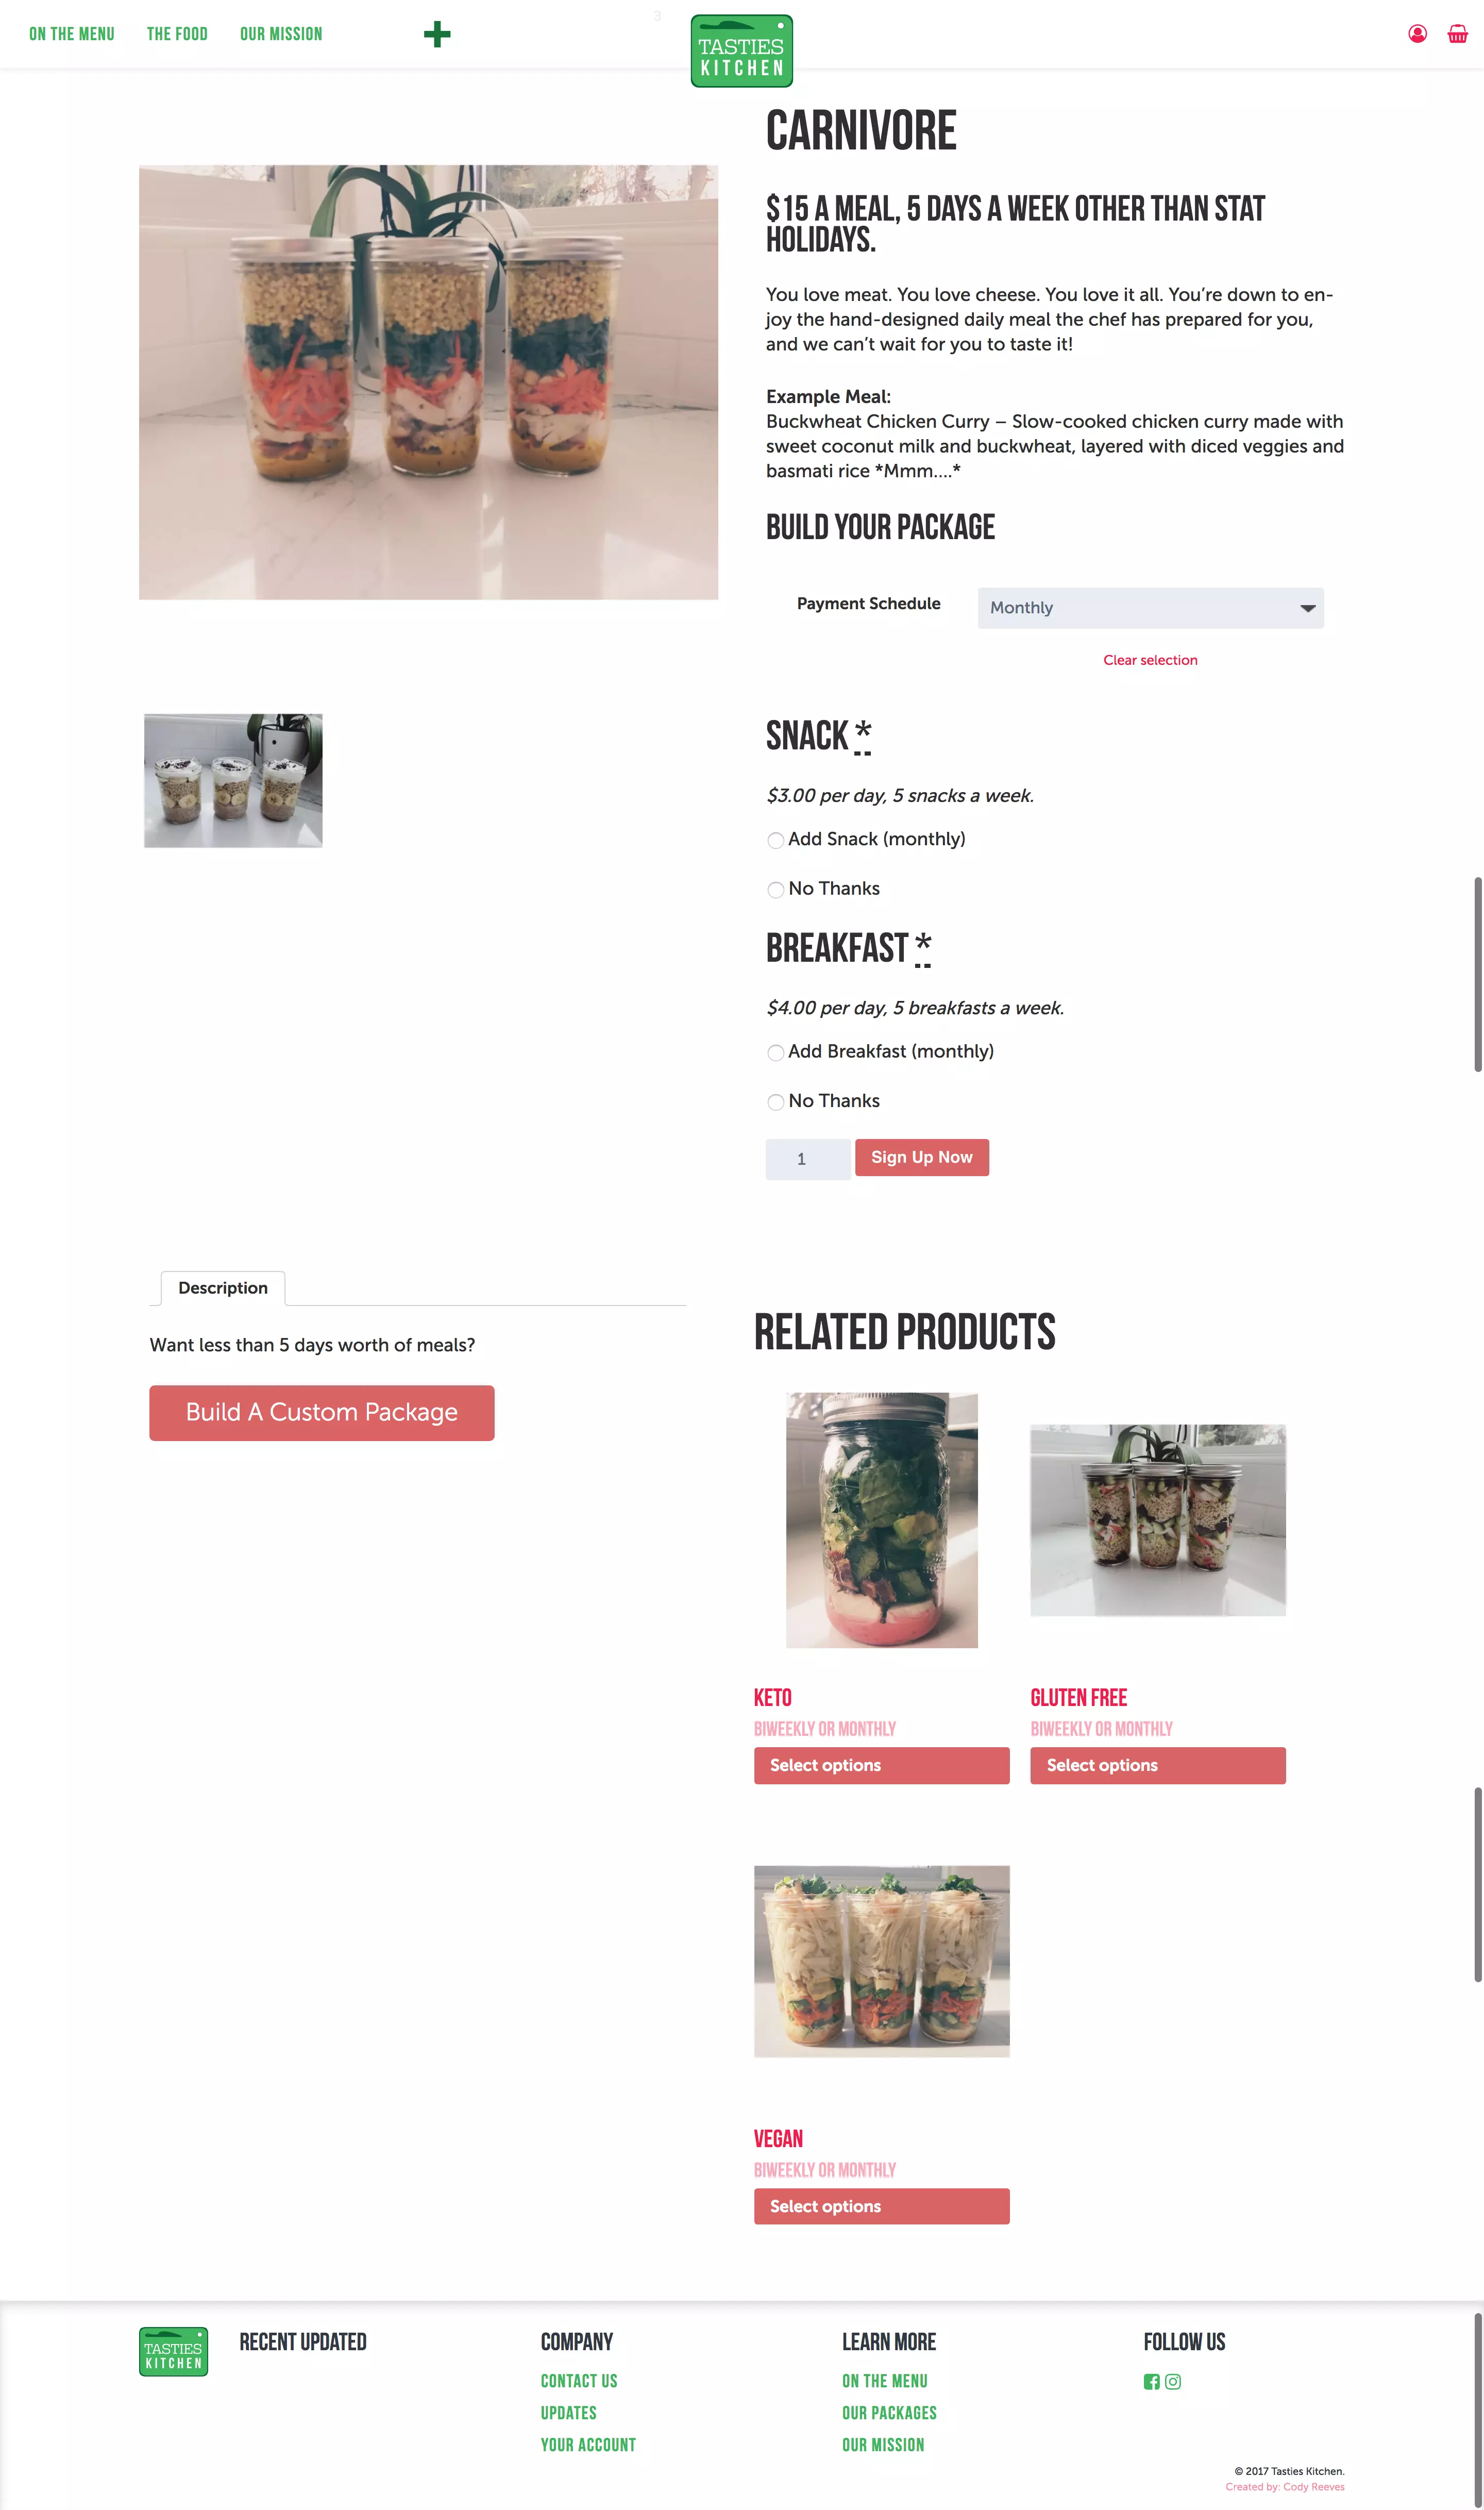 ON THE MENU THE FOOD OUR MISSION
3
TASTIES
KITCHEN
CARNIVORE
$15 A MEAL, 5 DAYS A WEEK OTHER THAN STAT
HOLIDAYS.
You love meat. You love cheese. You love it all. You’re down to en-
joy the hand-designed daily meal the chef has prepared for you,
and we can’t wait for you to taste it!
Example Meal:
Buckwheat Chicken Curry – Slow-cooked chicken curry made with
sweet coconut milk and buckwheat, layered with diced veggies and
basmati rice *Mmm....*
BUILD YOUR PACKAGE
Payment Schedule Monthly
Clear selection
SNACK *
$3.00 per day, 5 snacks a week.
Add Snack (monthly)
No Thanks
BREAKFAST *
$4.00 per day, 5 breakfasts a week.
Add Breakfast (monthly)
No Thanks
1 Sign Up Now
Description
Want less than 5 days worth of meals?
Build A Custom Package
RELATED PRODUCTS
KETO
BIWEEKLY OR MONTHLY
Select options
GLUTEN FREE
BIWEEKLY OR MONTHLY
Select options
VEGAN
BIWEEKLY OR MONTHLY
Select options
TASTIES
KITCHEN
RECENT UPDATED
COMPANY
CONTACT US
UPDATES
YOUR ACCOUNT
LEARN MORE
ON THE MENU
OUR PACKAGES
OUR MISSION
FOLLOW US
© 2017 Tasties Kitchen.
Created by: Cody Reeves